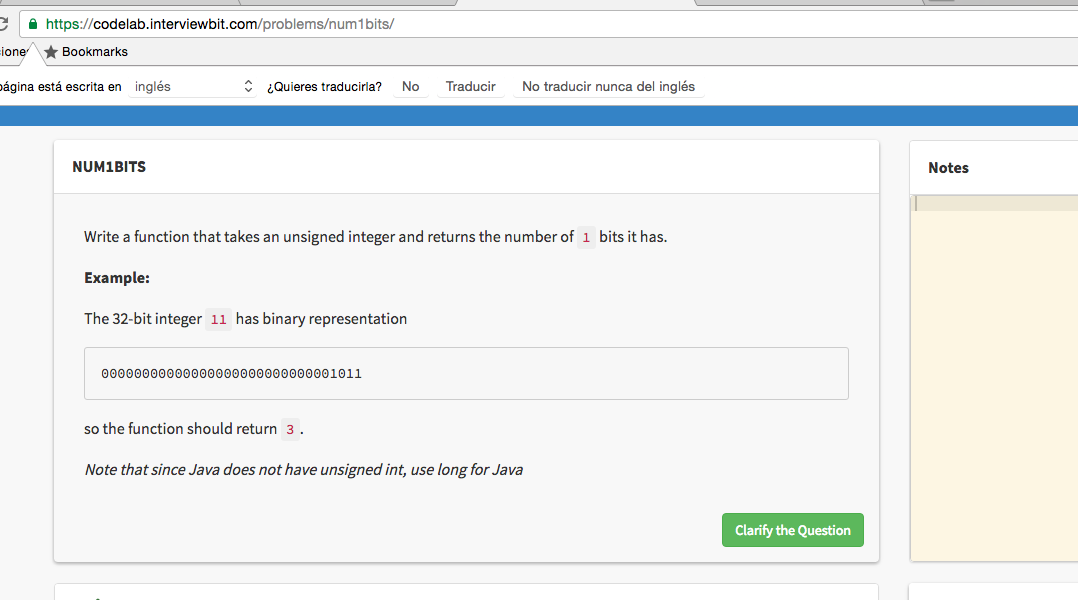 https://codelab.interviewbit.com/problems/num1bits/
Bookmarks
página está escrita en inglés ¿Quieres traducirla? No Traducir No traducir nunca del inglés
NUM1BITS
Notes
Write a function that takes an unsigned integer and returns the number of 1 bits it has.
Example:
The 32-bit integer 11 has binary representation
00000000000000000000000000001011
so the function should return 3 .
Note that since Java does not have unsigned int, use long for Java
Clarify the Question